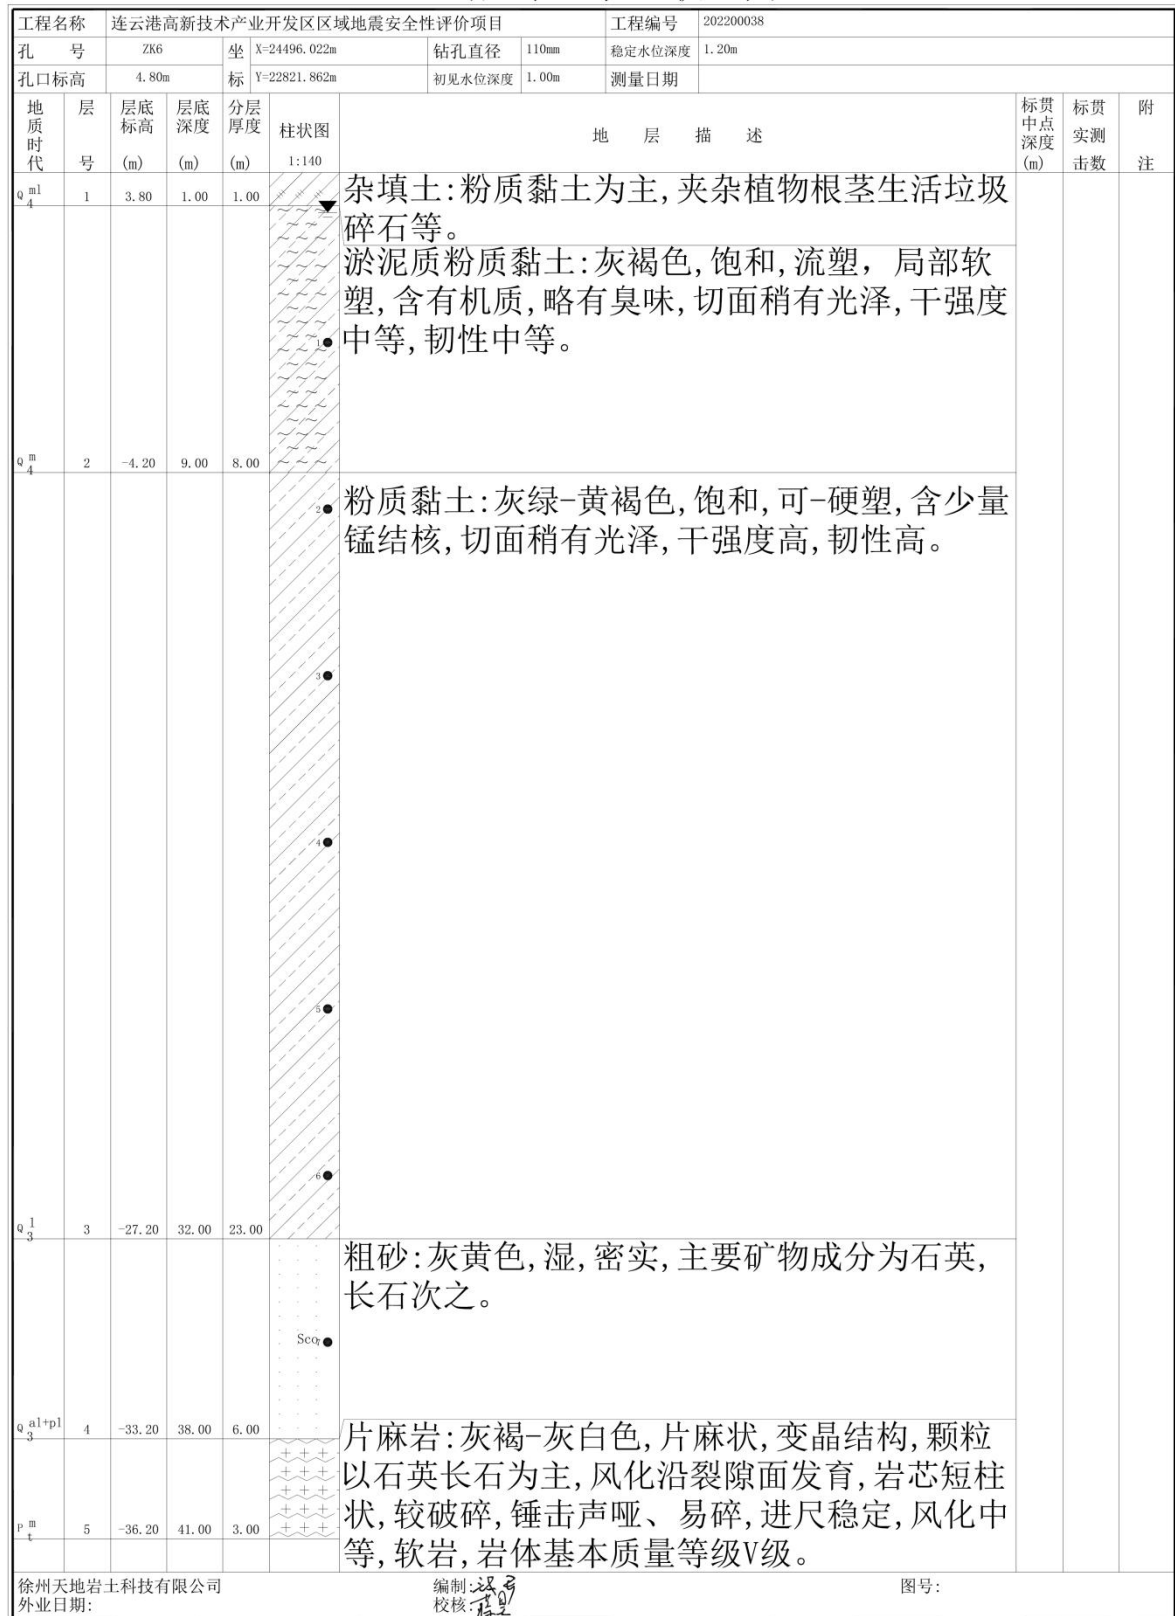 工程名称 连云港高新技术产业开发区区域地震安全性评价项目 工程编号 202200038
孔 号 ZK6 坐 X=24496.022m 钻孔直径 110mm 稳定水位深度 1.20m
孔口标高 4.80m 标 Y=22821.862m 初见水位深度 1.00m 测量日期
地质时代 层号 层底标高(m) 层底深度(m) 分层厚度(m) 柱状图 1:140 地 层 描 述 标贯中点深度(m) 标贯实测击数 附注
Q4 ml 1 3.80 1.00 1.00 杂填土:粉质黏土为主,夹杂植物根茎生活垃圾
碎石等。
淤泥质粉质黏土:灰褐色,饱和,流塑，局部软
塑,含有机质,略有臭味,切面稍有光泽,干强度
1 中等,韧性中等。
Q4 m 2 -4.20 9.00 8.00
2 粉质黏土:灰绿-黄褐色,饱和,可-硬塑,含少量
锰结核,切面稍有光泽,干强度高,韧性高。
3
4
5
6
Q3 l 3 -27.20 32.00 23.00
粗砂:灰黄色,湿,密实,主要矿物成分为石英,
长石次之。
Sco 7
Q3 al+pl 4 -33.20 38.00 6.00
片麻岩:灰褐-灰白色,片麻状,变晶结构,颗粒
以石英长石为主,风化沿裂隙面发育,岩芯短柱
Pt m 5 -36.20 41.00 3.00 状,较破碎,锤击声哑、易碎,进尺稳定,风化中
等,软岩,岩体基本质量等级V级。
徐州天地岩土科技有限公司 编制: 图号:
外业日期: 校核: